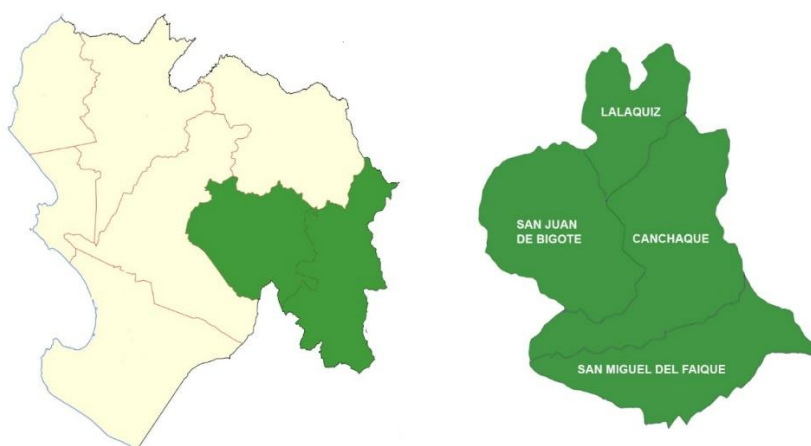 LALAQUIZ
SAN JUAN
DE BIGOTE
CANCHAQUE
SAN MIGUEL DEL FAIQUE